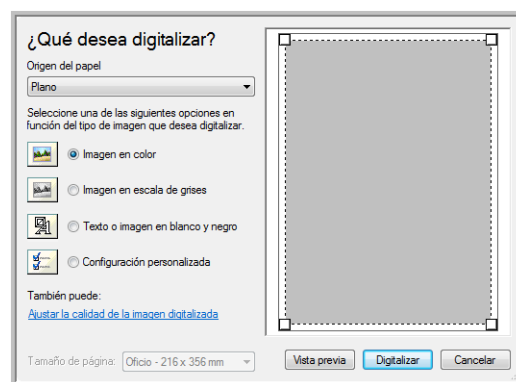 ¿Qué desea digitalizar?
Origen del papel
Plano
Seleccione una de las siguientes opciones en
función del tipo de imagen que desea digitalizar.
Imagen en color
Imagen en escala de grises
Texto o imagen en blanco y negro
Configuración personalizada
También puede:
Ajustar la calidad de la imagen digitalizada
Tamaño de página: Oficio - 216 x 356 mm
Vista previa Digitalizar Cancelar